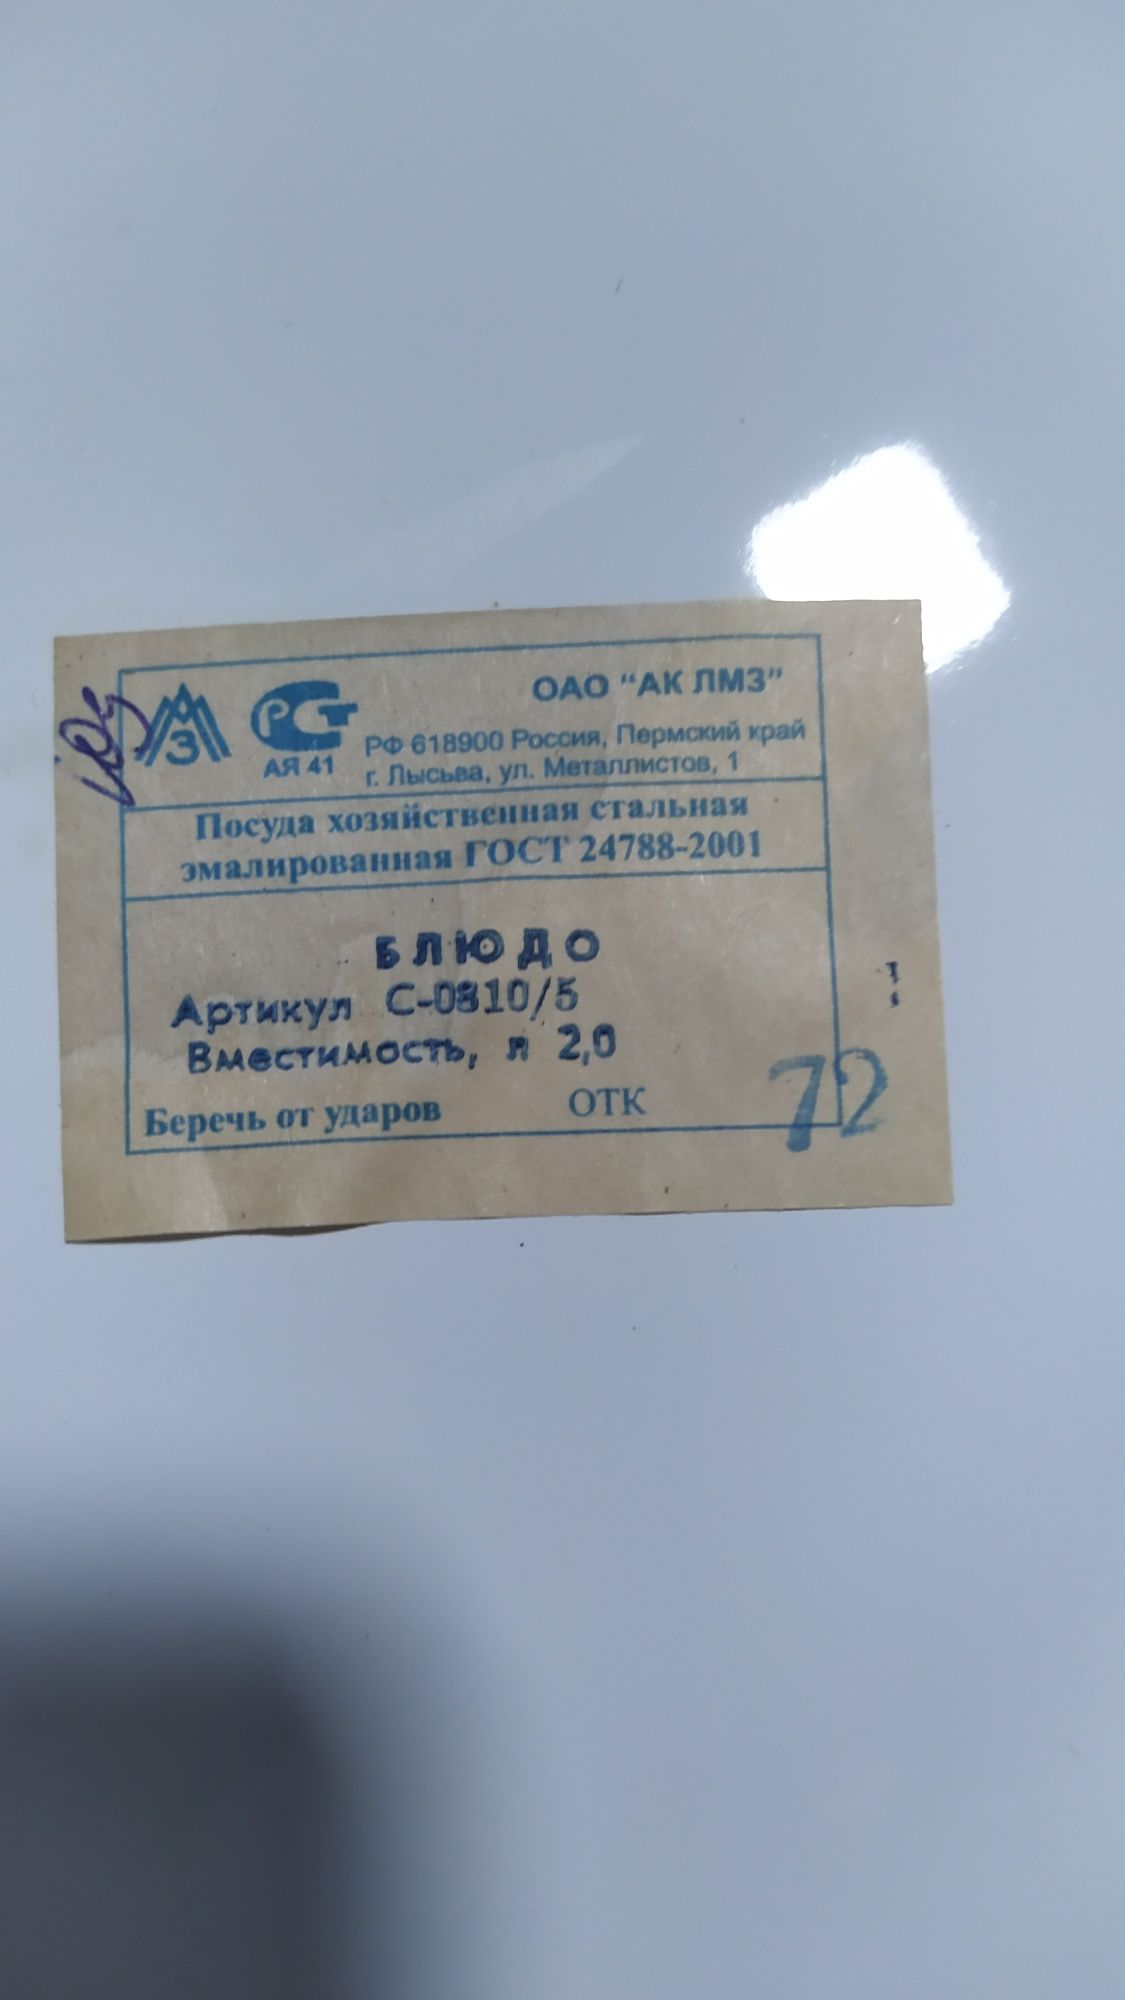 ОАО “АК ЛМЗ”
РСТ
АЯ 41
РФ 618900 Россия, Пермский край
г. Лысьва, ул. Металлистов, 1
Посуда хозяйственная стальная
эмалированная ГОСТ 24788-2001
БЛЮДО
Артикул С-0810/5
Вместимость, л 2,0
Беречь от ударов ОТК
72